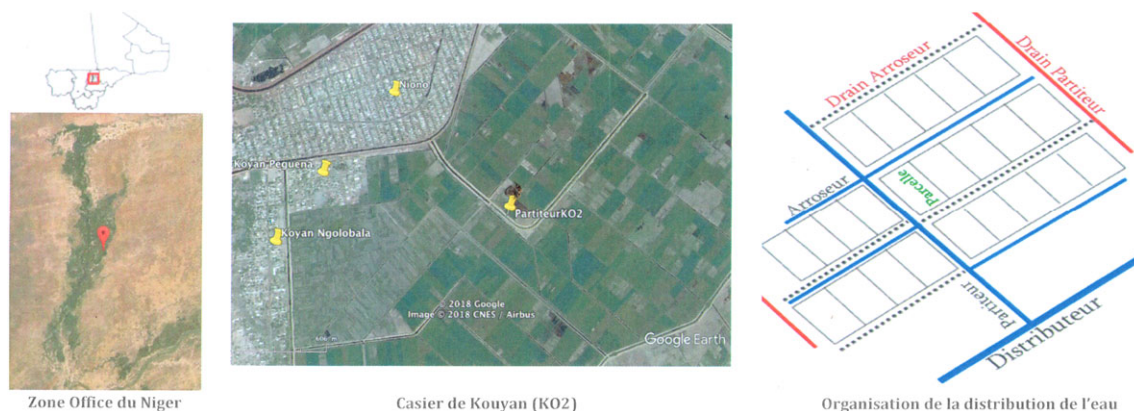 Niono
Koyan Peguena
PartiteurKO2
Koyan Ngolobala
© 2018 Google
Image © 2018 CNES / Airbus
Google Earth
Drain Arroseur
Drain Partiteur
Arroseur
Parcelle
Partiteur
Distributeur
Zone Office du Niger
Casier de Kouyan (KO2)
Organisation de la distribution de l'eau